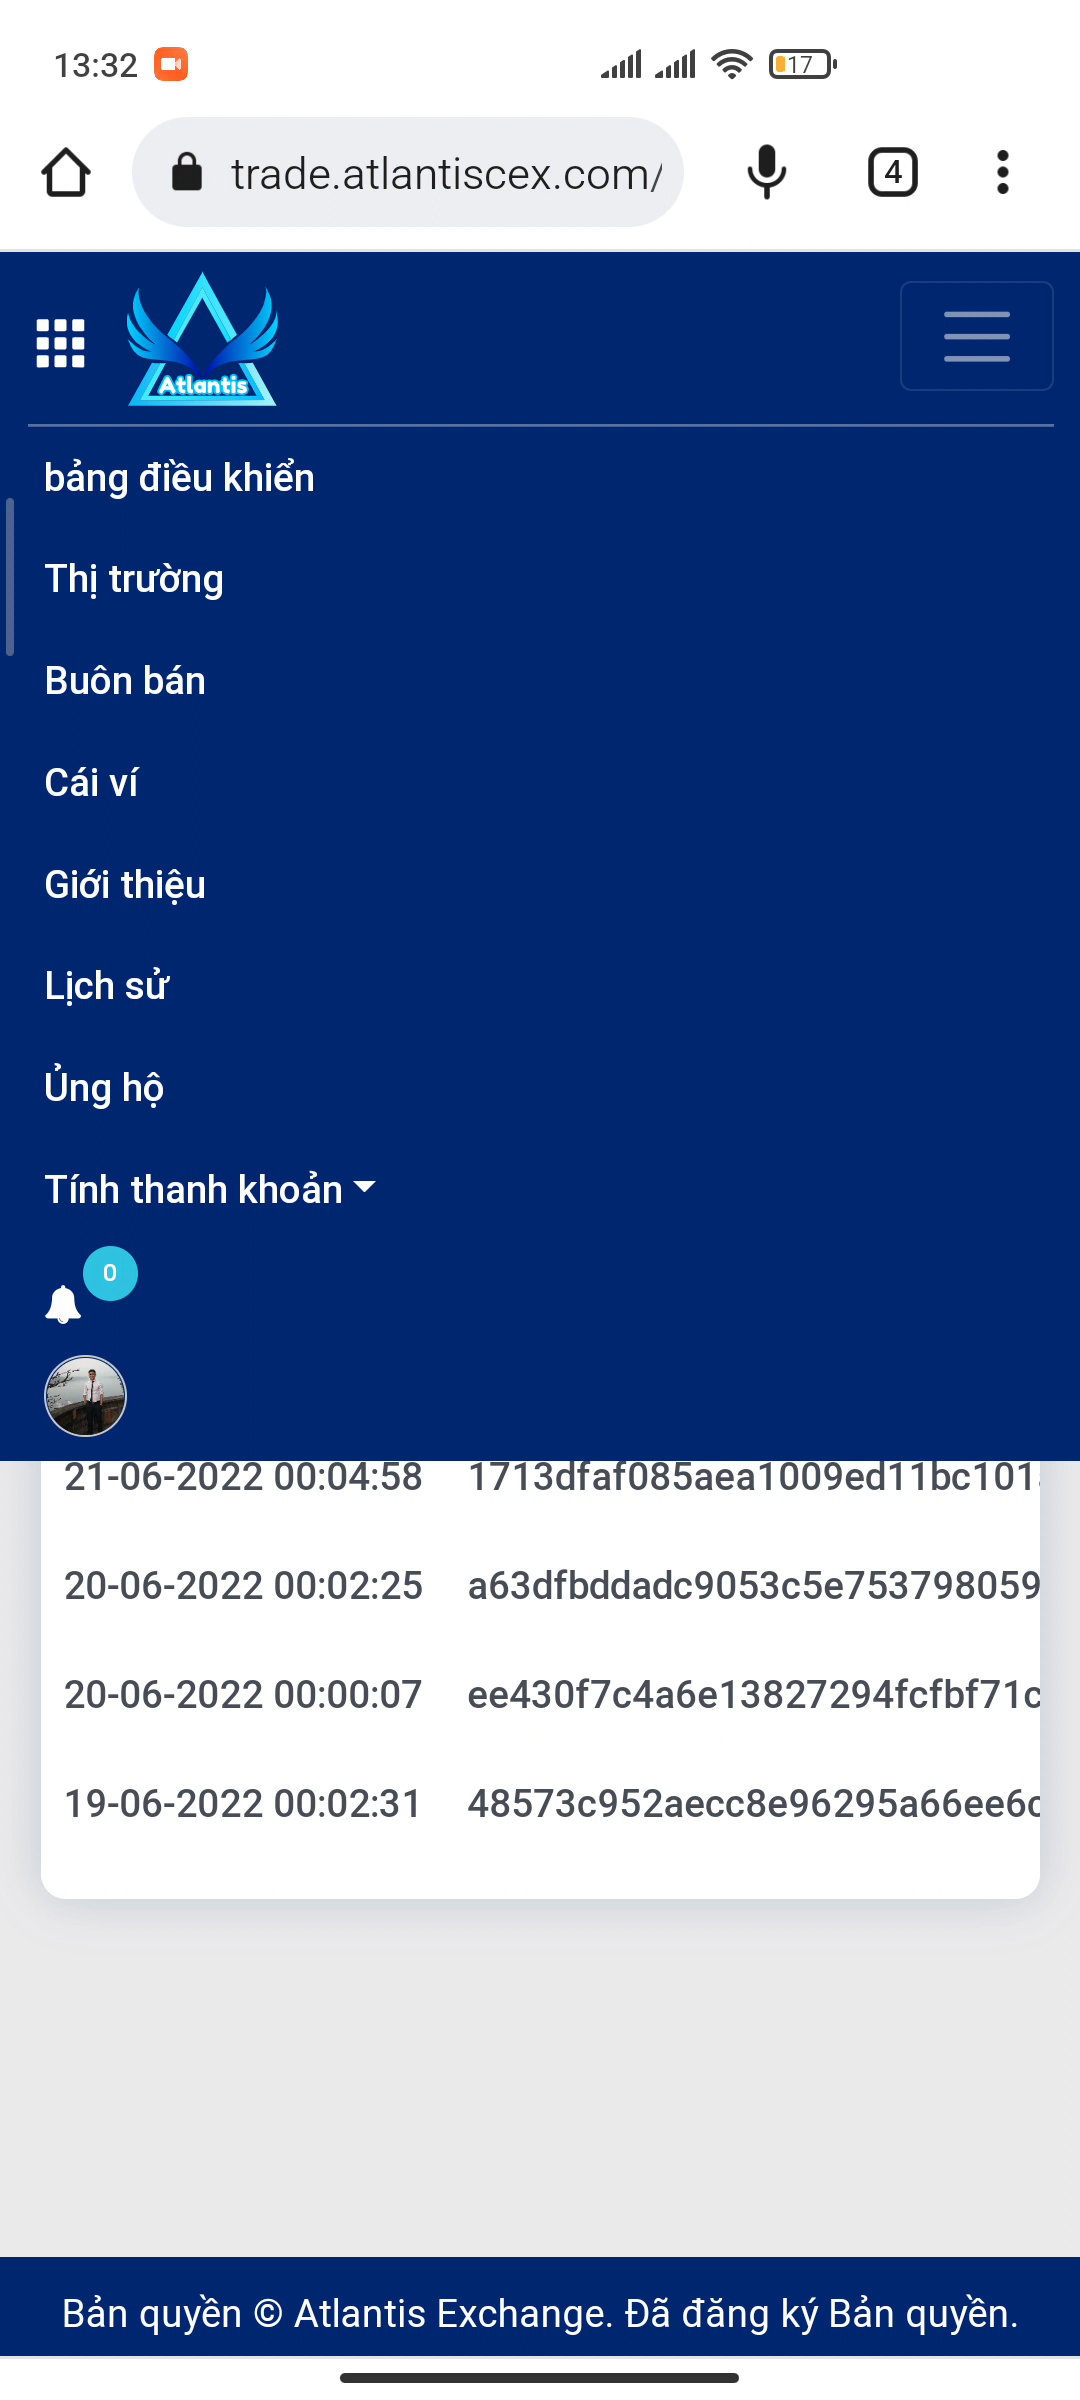 13:32
17
trade.atlantiscex.com/
4
Atlantis
bảng điều khiển
Thị trường
Buôn bán
Cái ví
Giới thiệu
Lịch sử
Ủng hộ
Tính thanh khoản
0
21-06-2022 00:04:58 1713dfaf085aea1009ed11bc101
20-06-2022 00:02:25 a63dfbddadc9053c5e753798059
20-06-2022 00:00:07 ee430f7c4a6e13827294fcfbf71c
19-06-2022 00:02:31 48573c952aecc8e96295a66ee6c
Bản quyền © Atlantis Exchange. Đã đăng ký Bản quyền.